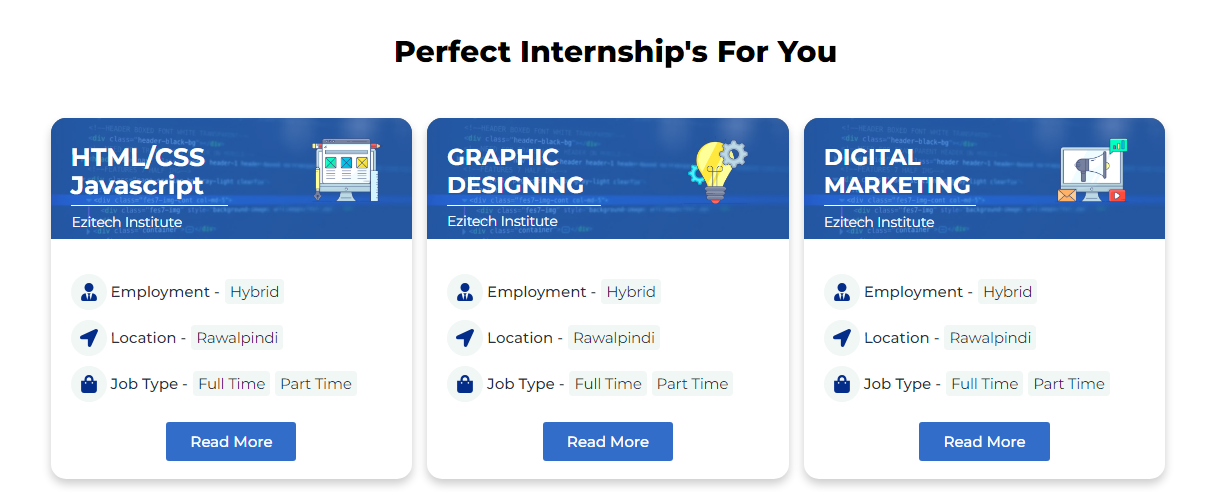 Perfect Internship's For You
HTML/CSS
Javascript
Ezitech Institute
Employment - Hybrid
Location - Rawalpindi
Job Type - Full Time Part Time
Read More
GRAPHIC
DESIGNING
Ezitech Institute
Employment - Hybrid
Location - Rawalpindi
Job Type - Full Time Part Time
Read More
DIGITAL
MARKETING
Ezitech Institute
Employment - Hybrid
Location - Rawalpindi
Job Type - Full Time Part Time
Read More